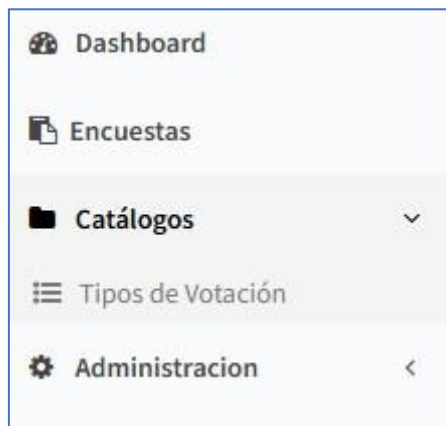 Dashboard
Encuestas
Catálogos
Tipos de Votación
Administracion